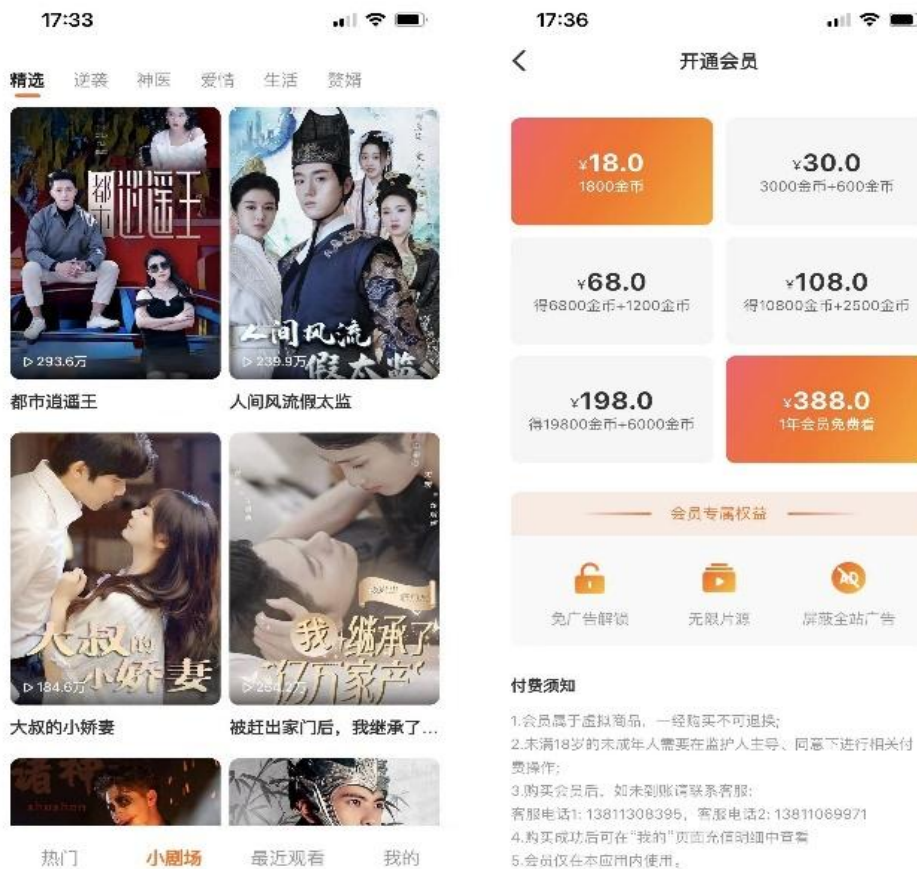 17:33
精选 逆袭 神医 爱情 生活 赘婿
都市逍遥王
293.6万
都市逍遥王
人间风流
假太监
239.9万
人间风流假太监
大叔的
小娇妻
184.6万
大叔的小娇妻
我继承了
亿万家产
被赶出家门后，我继承了...
诸神
zhushen
热门 小剧场 最近观看 我的
17:36
开通会员
¥18.0
1800金币
¥30.0
3000金币+600金币
¥68.0
得6800金币+1200金币
¥108.0
得10800金币+2500金币
¥198.0
得19800金币+6000金币
¥388.0
1年会员免费看
会员专属权益
AD
免广告解锁 无限片源 屏蔽全站广告
付费须知
1.会员属于虚拟商品，一经购买不可退换;
2.未满18岁的未成年人需要在监护人主导、同意下进行相关付
费操作;
3.购买会员后，如未到账请联系客服:
客服电话1: 13811308395，客服电话2: 13811069971
4.购买成功后可在"我的"页面充值明细中查看
5.会员仅在本应用内使用。